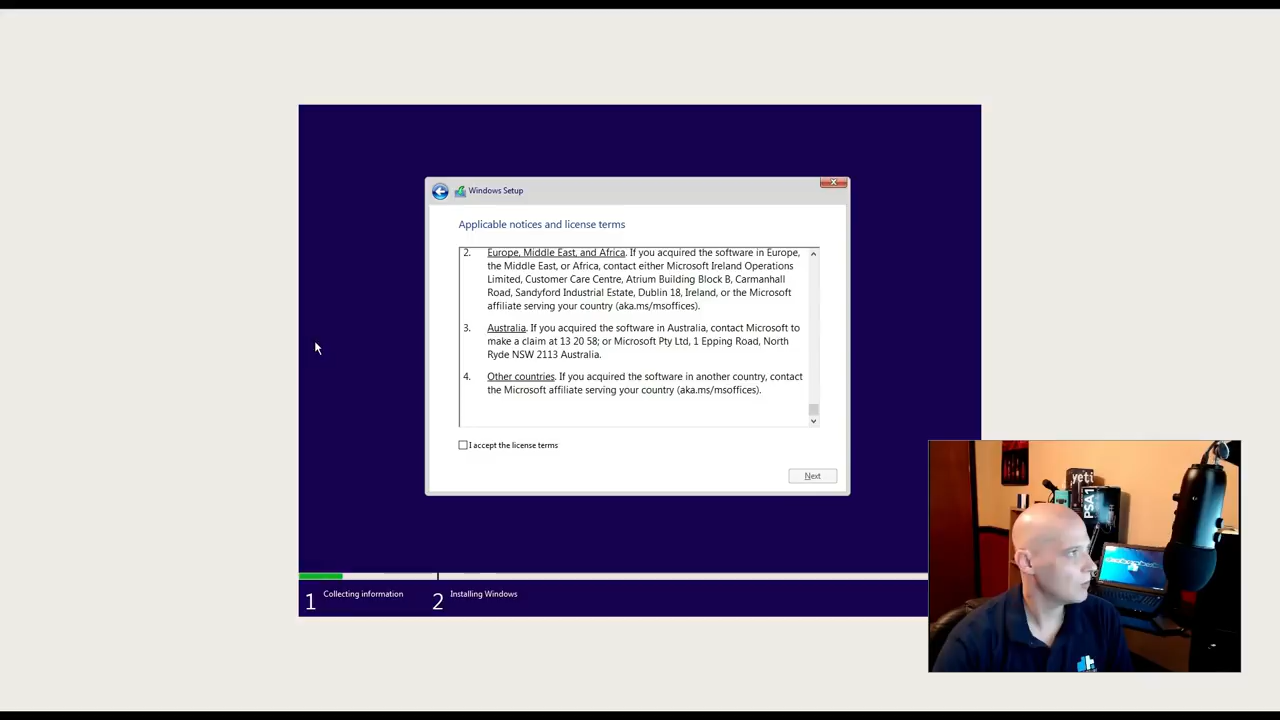 Windows Setup
Applicable notices and license terms
2. Europe, Middle East, and Africa. If you acquired the software in Europe,
the Middle East, or Africa, contact either Microsoft Ireland Operations
Limited, Customer Care Centre, Atrium Building Block B, Carmanhall
Road, Sandyford Industrial Estate, Dublin 18, Ireland, or the Microsoft
affiliate serving your country (aka.ms/msoffices).
3. Australia. If you acquired the software in Australia, contact Microsoft to
make a claim at 13 20 58; or Microsoft Pty Ltd, 1 Epping Road, North
Ryde NSW 2113 Australia.
4. Other countries. If you acquired the software in another country, contact
the Microsoft affiliate serving your country (aka.ms/msoffices).
I accept the license terms
Next
1 Collecting information
2 Installing Windows
yeti
PSA1